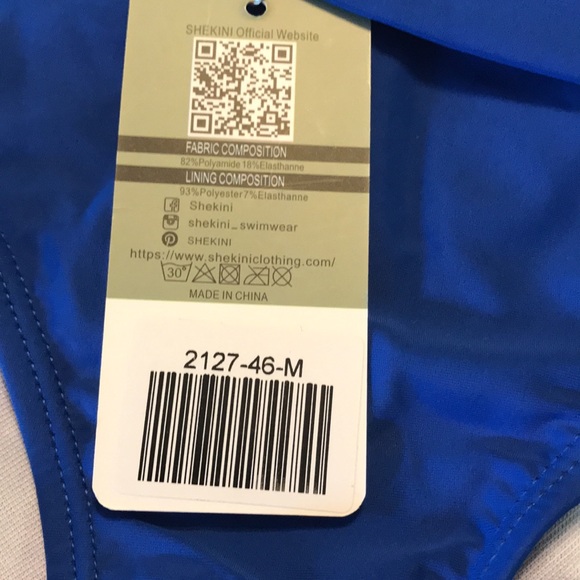 SHEKINI Official Website
FABRIC COMPOSITION
82%Polyamide 18%Elasthanne
LINING COMPOSITION
93%Polyester7%Elasthanne
Shekini
shekini_swimwear
SHEKINI
https://www.shekiniclothing.com/
30°
MADE IN CHINA
2127-46-M